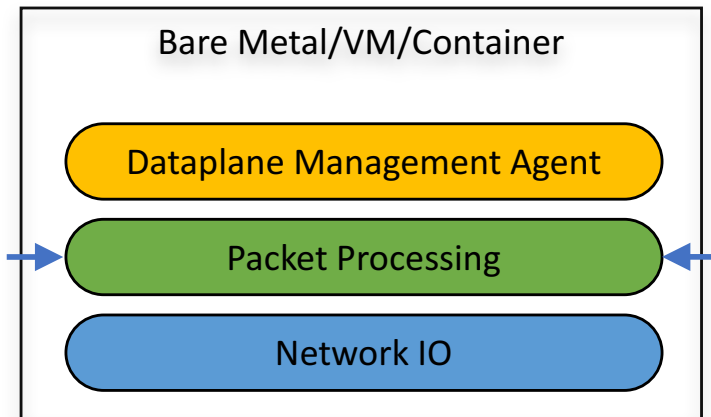 Bare Metal/VM/Container
Dataplane Management Agent
Packet Processing
Network IO